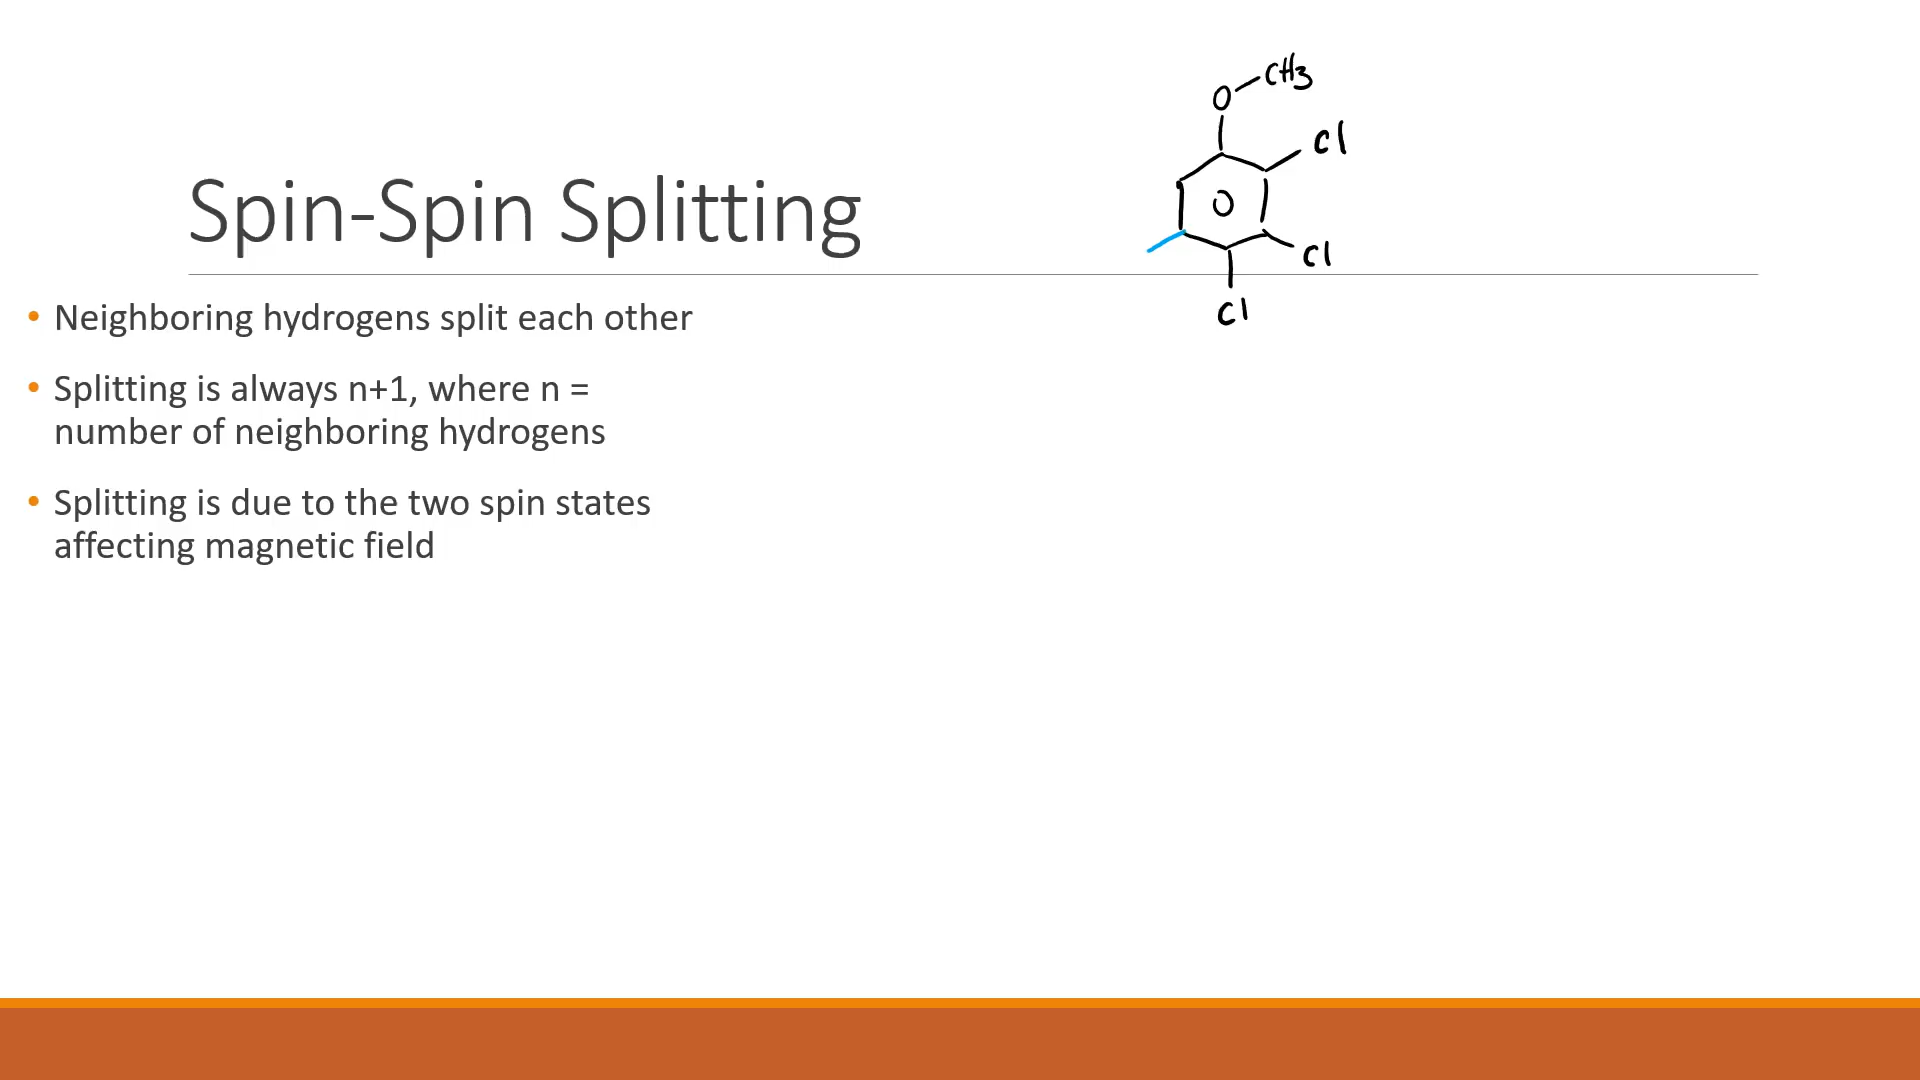 O CH3
Cl
Spin-Spin Splitting
Cl
Cl
• Neighboring hydrogens split each other
• Splitting is always n+1, where n =
number of neighboring hydrogens
• Splitting is due to the two spin states
affecting magnetic field